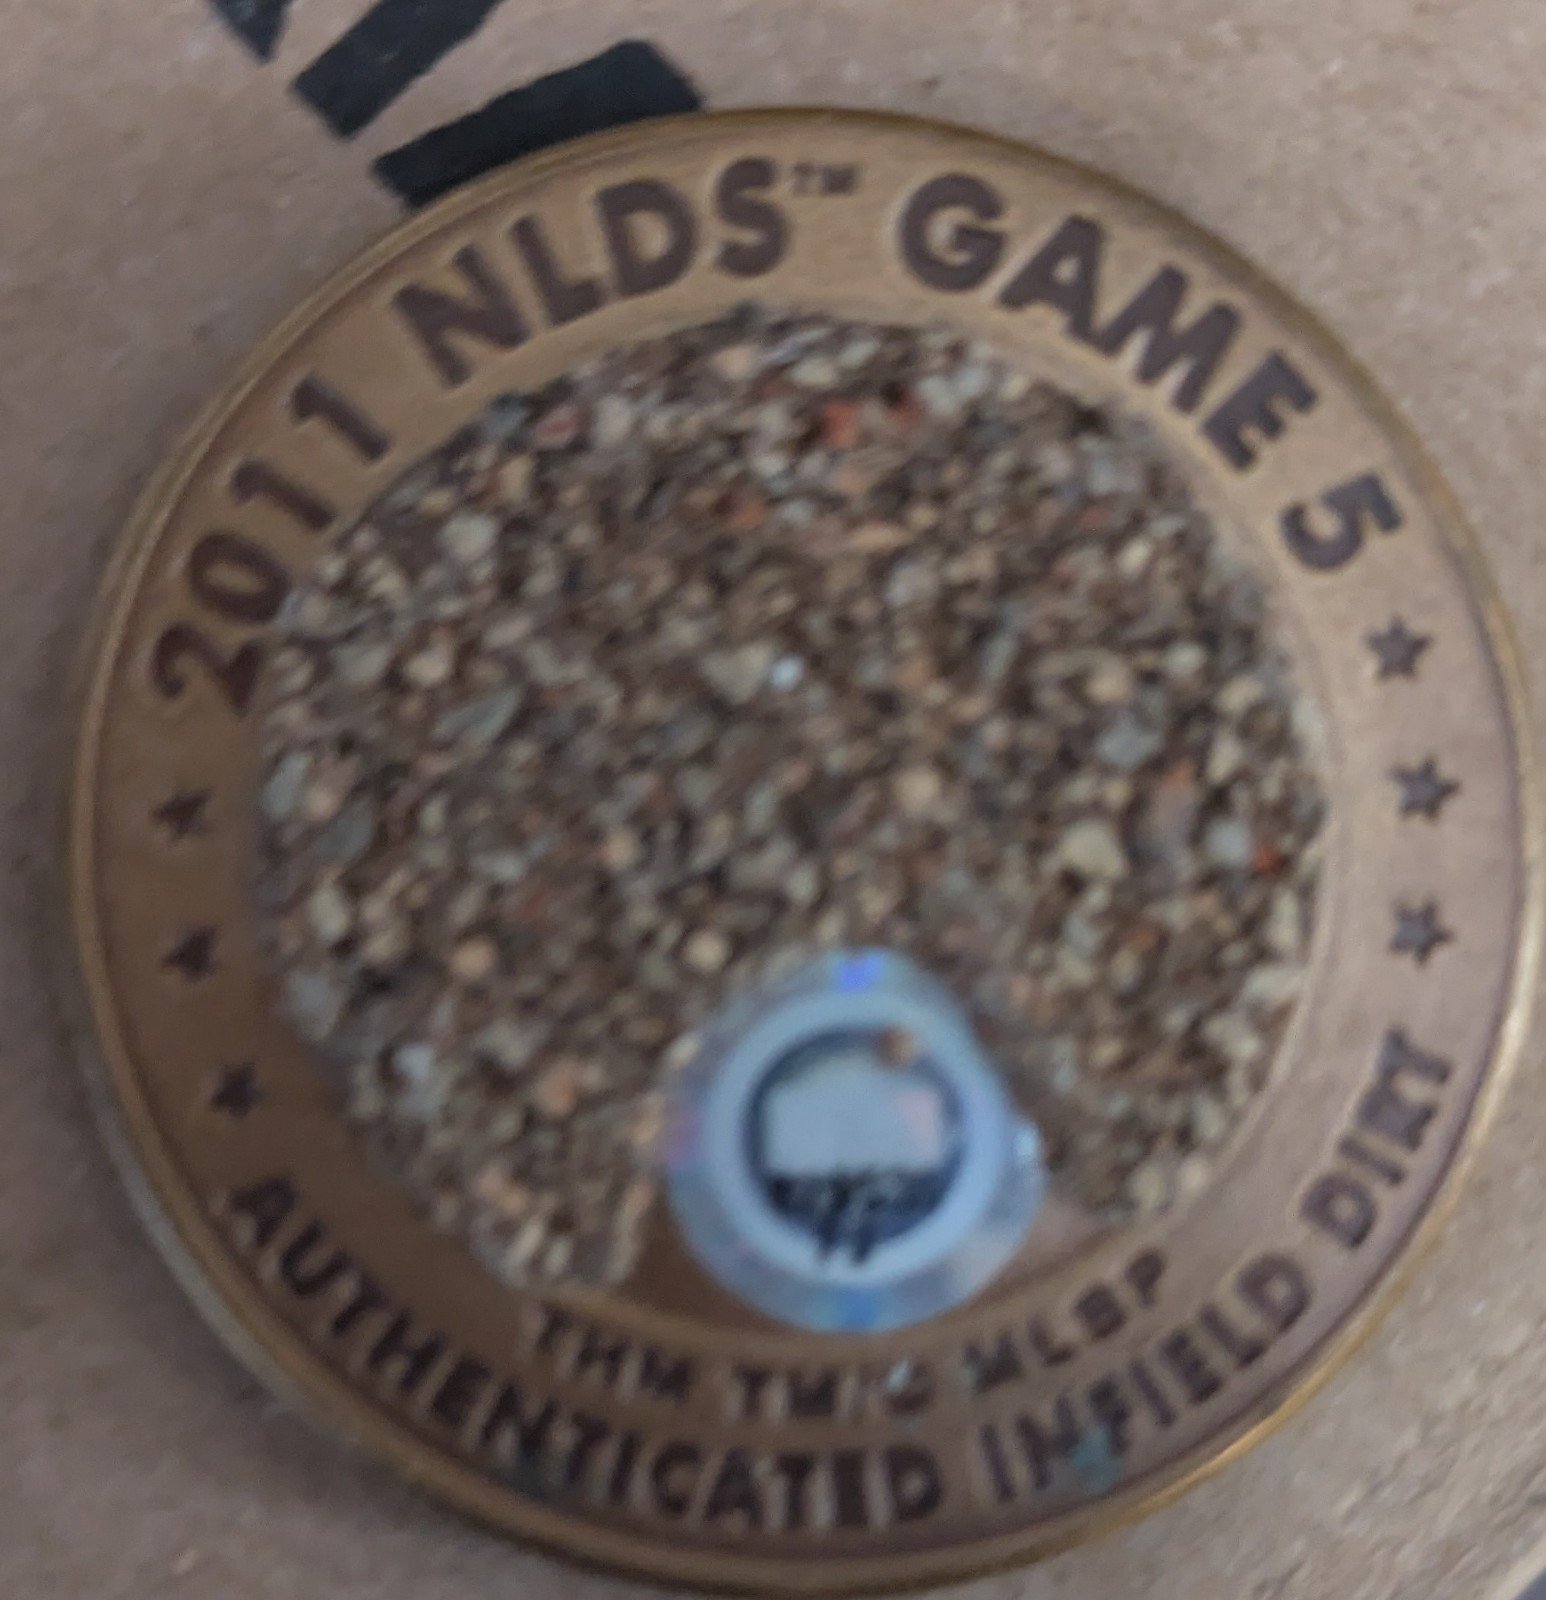 2011 NLDS™ GAME 5
THM TM/© MLBP
AUTHENTICATED INFIELD DIRT